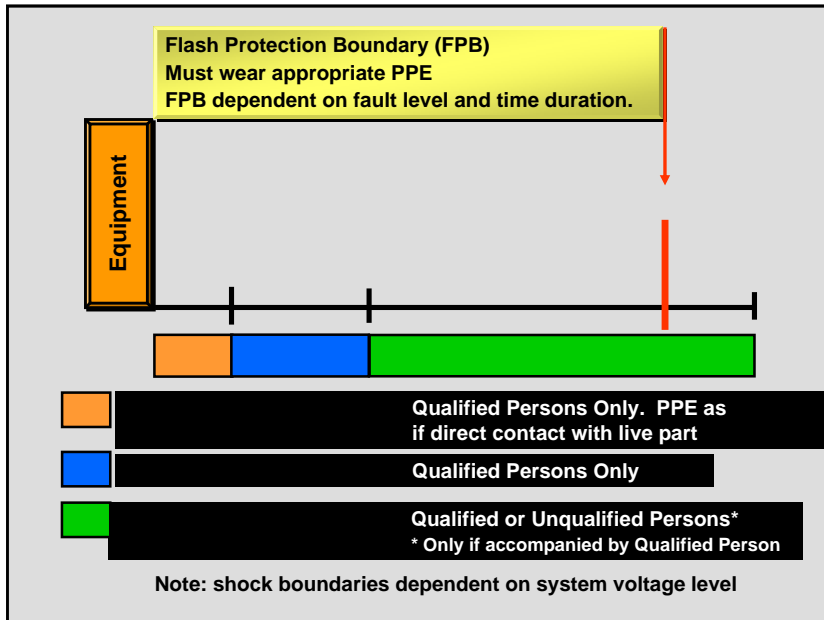 Flash Protection Boundary (FPB)
Must wear appropriate PPE
FPB dependent on fault level and time duration.
Equipment
Qualified Persons Only. PPE as
if direct contact with live part
Qualified Persons Only
Qualified or Unqualified Persons*
* Only if accompanied by Qualified Person
Note: shock boundaries dependent on system voltage level